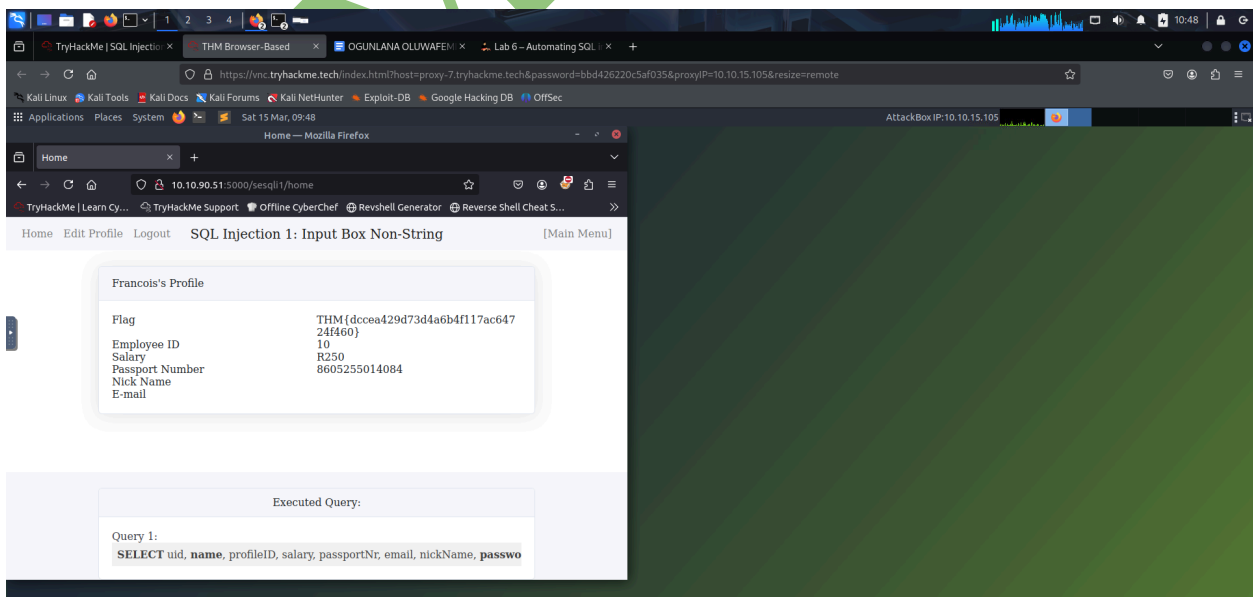 1 2 3 4 10:48
TryHackMe | SQL Injection THM Browser-Based OGUNLANA OLUWAFEM Lab 6 – Automating SQL
https://vnc.tryhackme.tech/index.html?host=proxy-7.tryhackme.tech&password=bbd426220c5af035&proxyIP=10.10.15.105&resize=remote
Kali Linux Kali Tools Kali Docs Kali Forums Kali NetHunter Exploit-DB Google Hacking DB OffSec
Applications Places System Sat 15 Mar, 09:48 AttackBox IP:10.10.15.105
Home — Mozilla Firefox
Home
10.10.90.51:5000/sesqli1/home
TryHackMe | Learn Cy... TryHackMe Support Offline CyberChef Revshell Generator Reverse Shell Cheat S...
Home Edit Profile Logout SQL Injection 1: Input Box Non-String [Main Menu]
Francois's Profile
Flag THM{dccea429d73d4a6b4f117ac647
24f460}
Employee ID 10
Salary R250
Passport Number 8605255014084
Nick Name
E-mail
Executed Query:
Query 1:
SELECT uid, name, profileID, salary, passportNr, email, nickName, passwo